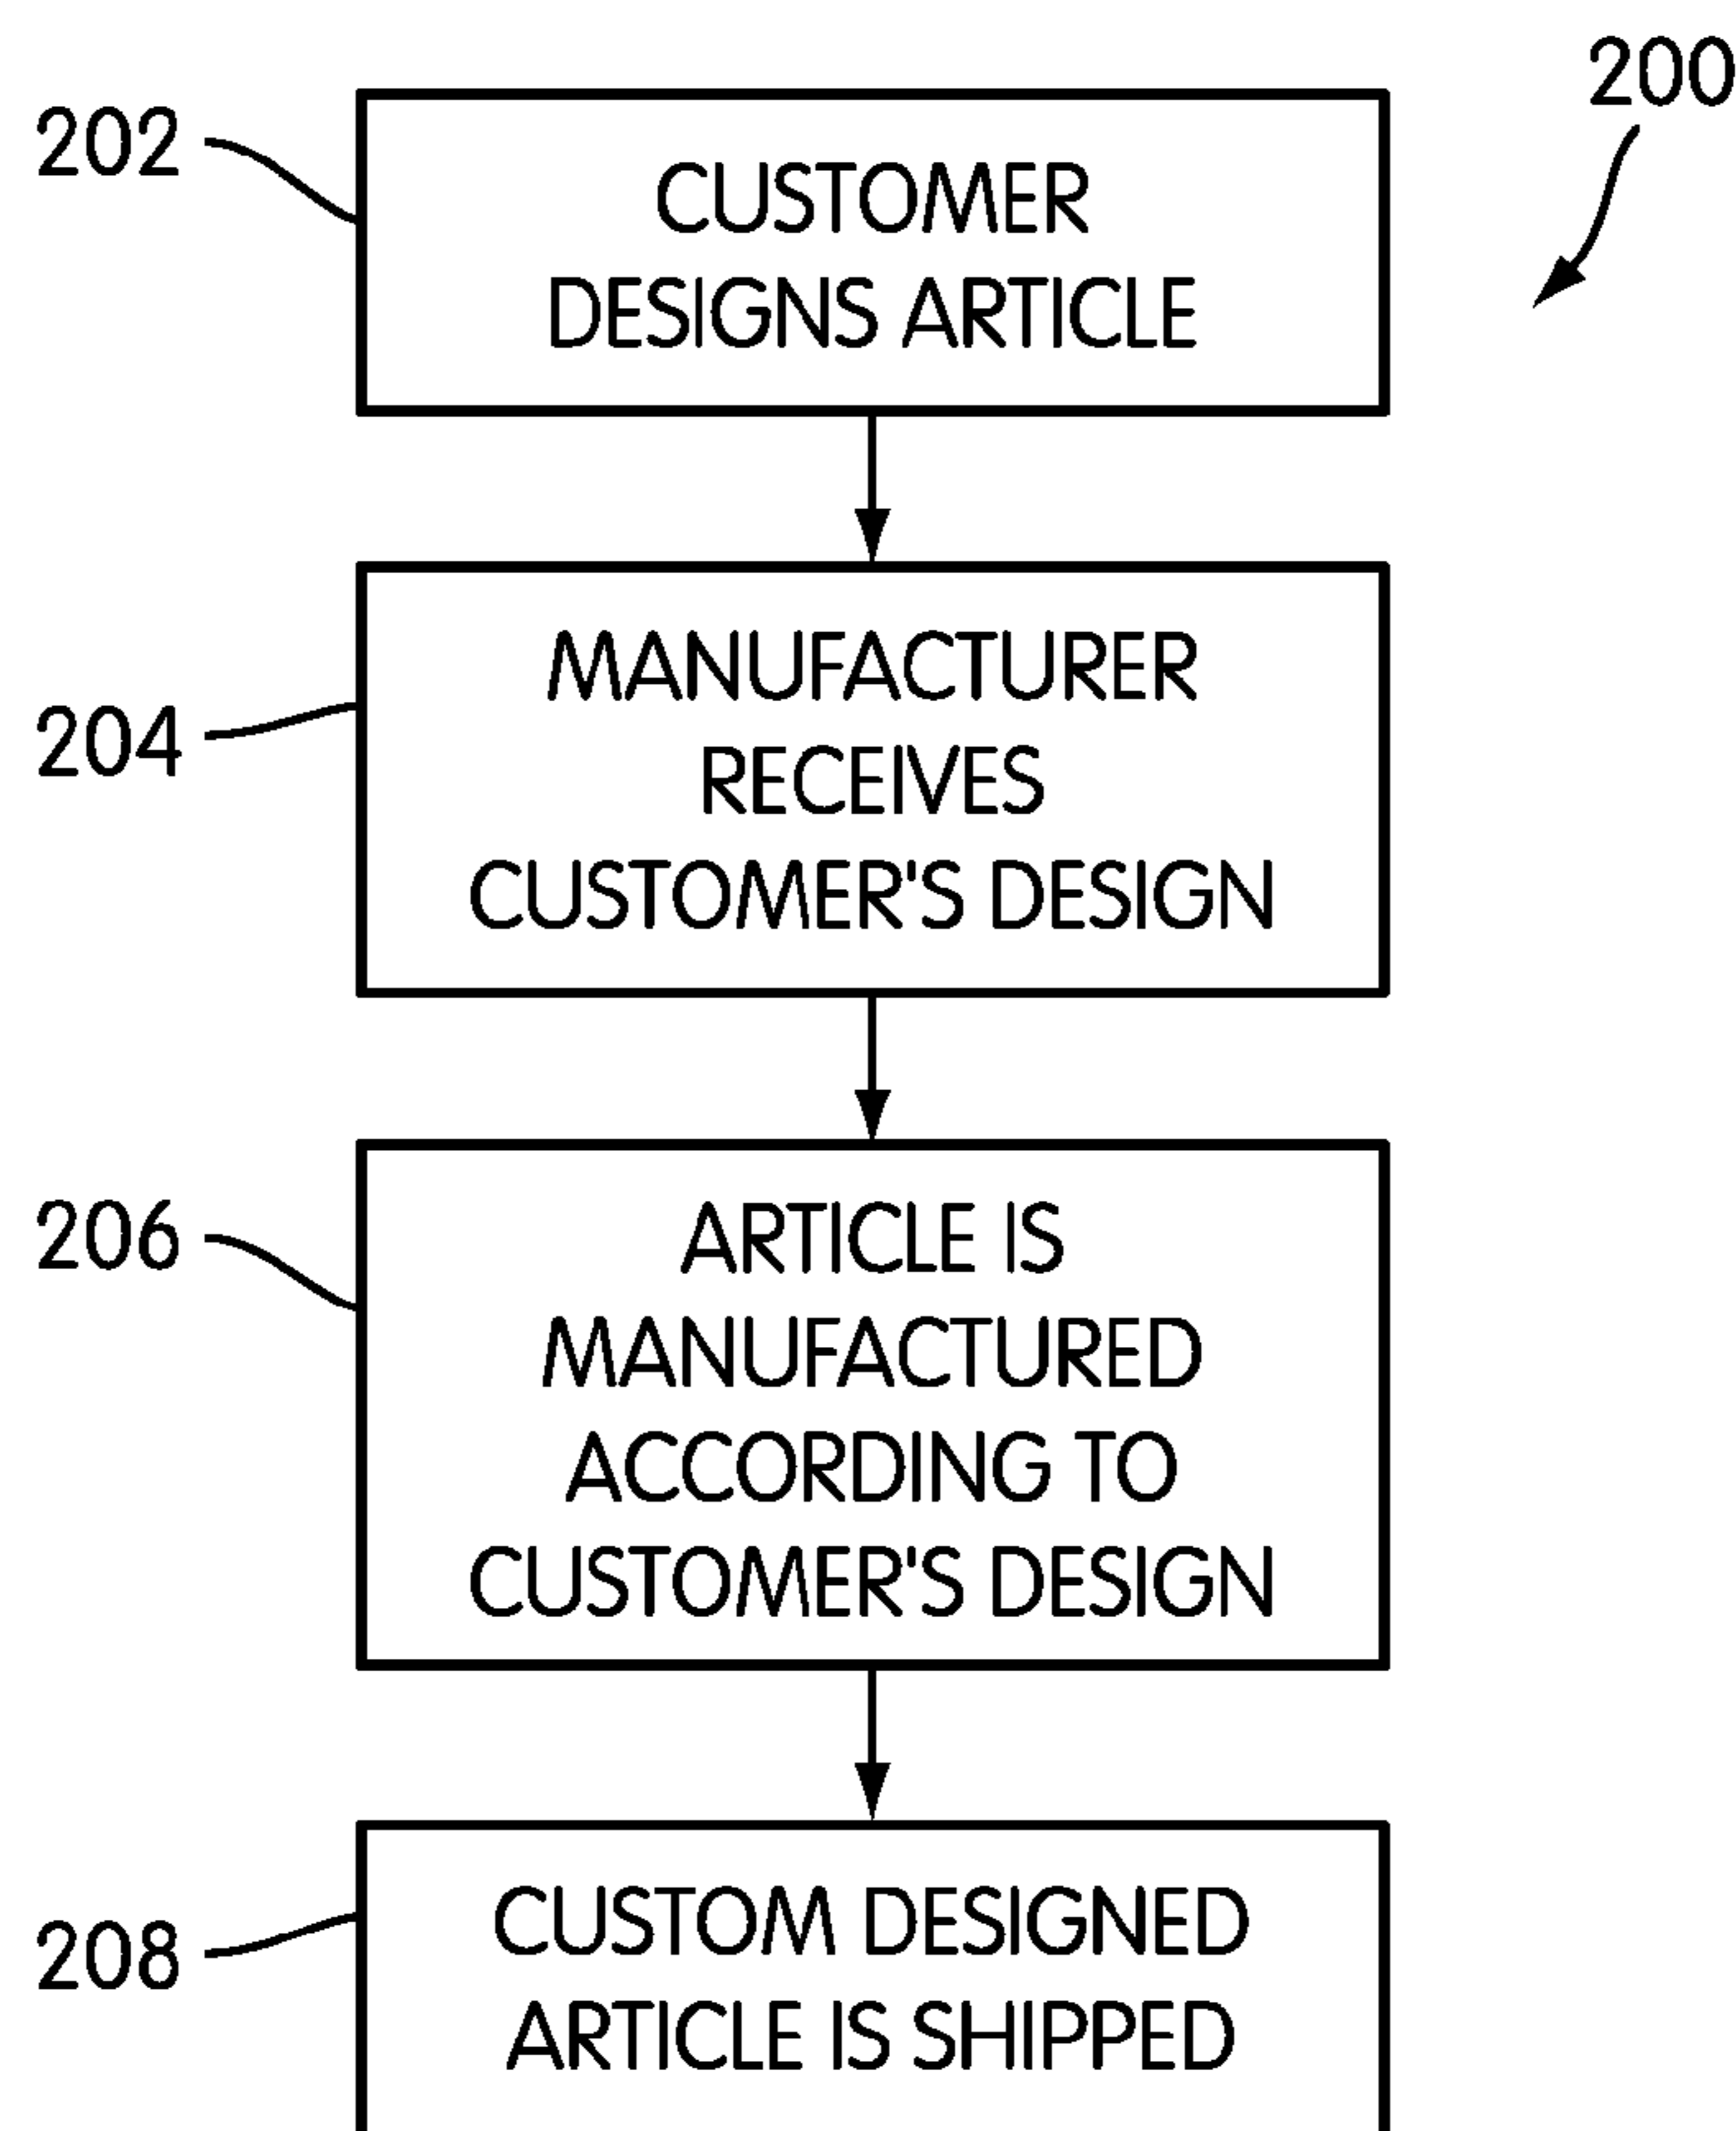 200
202
CUSTOMER
DESIGNS ARTICLE
204
MANUFACTURER
RECEIVES
CUSTOMER'S DESIGN
206
ARTICLE IS
MANUFACTURED
ACCORDING TO
CUSTOMER'S DESIGN
208
CUSTOM DESIGNED
ARTICLE IS SHIPPED